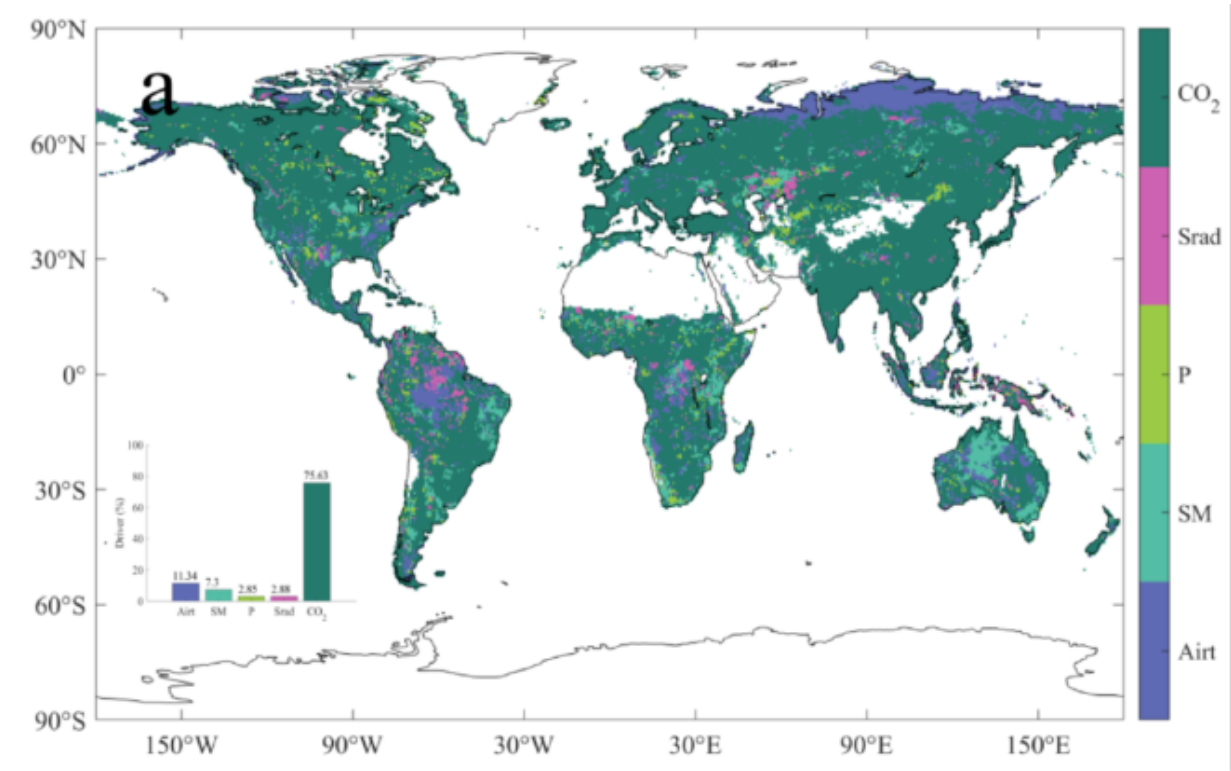 a
90°N
60°N
30°N
0°
30°S
60°S
90°S
150°W 90°W 30°W 30°E 90°E 150°E
CO2
Srad
P
SM
Airt
Driver (%)
100
80
60
40
20
0
11.34 7.3 2.85 2.88 75.63
Airt SM P Srad CO2